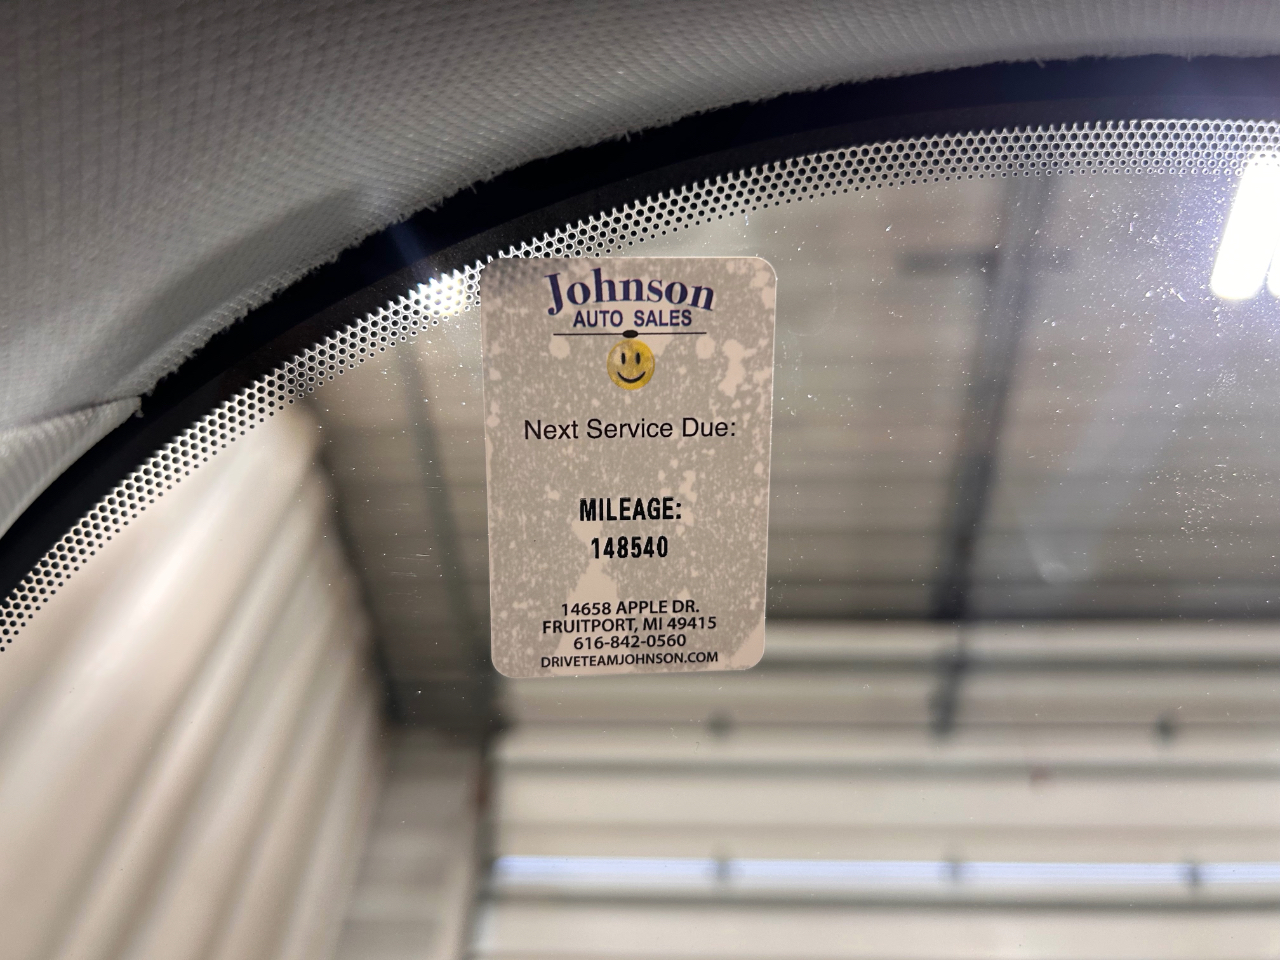 Johnson
AUTO SALES
Next Service Due:
MILEAGE:
148540
14658 APPLE DR.
FRUITPORT, MI 49415
616-842-0560
DRIVETEAMJOHNSON.COM